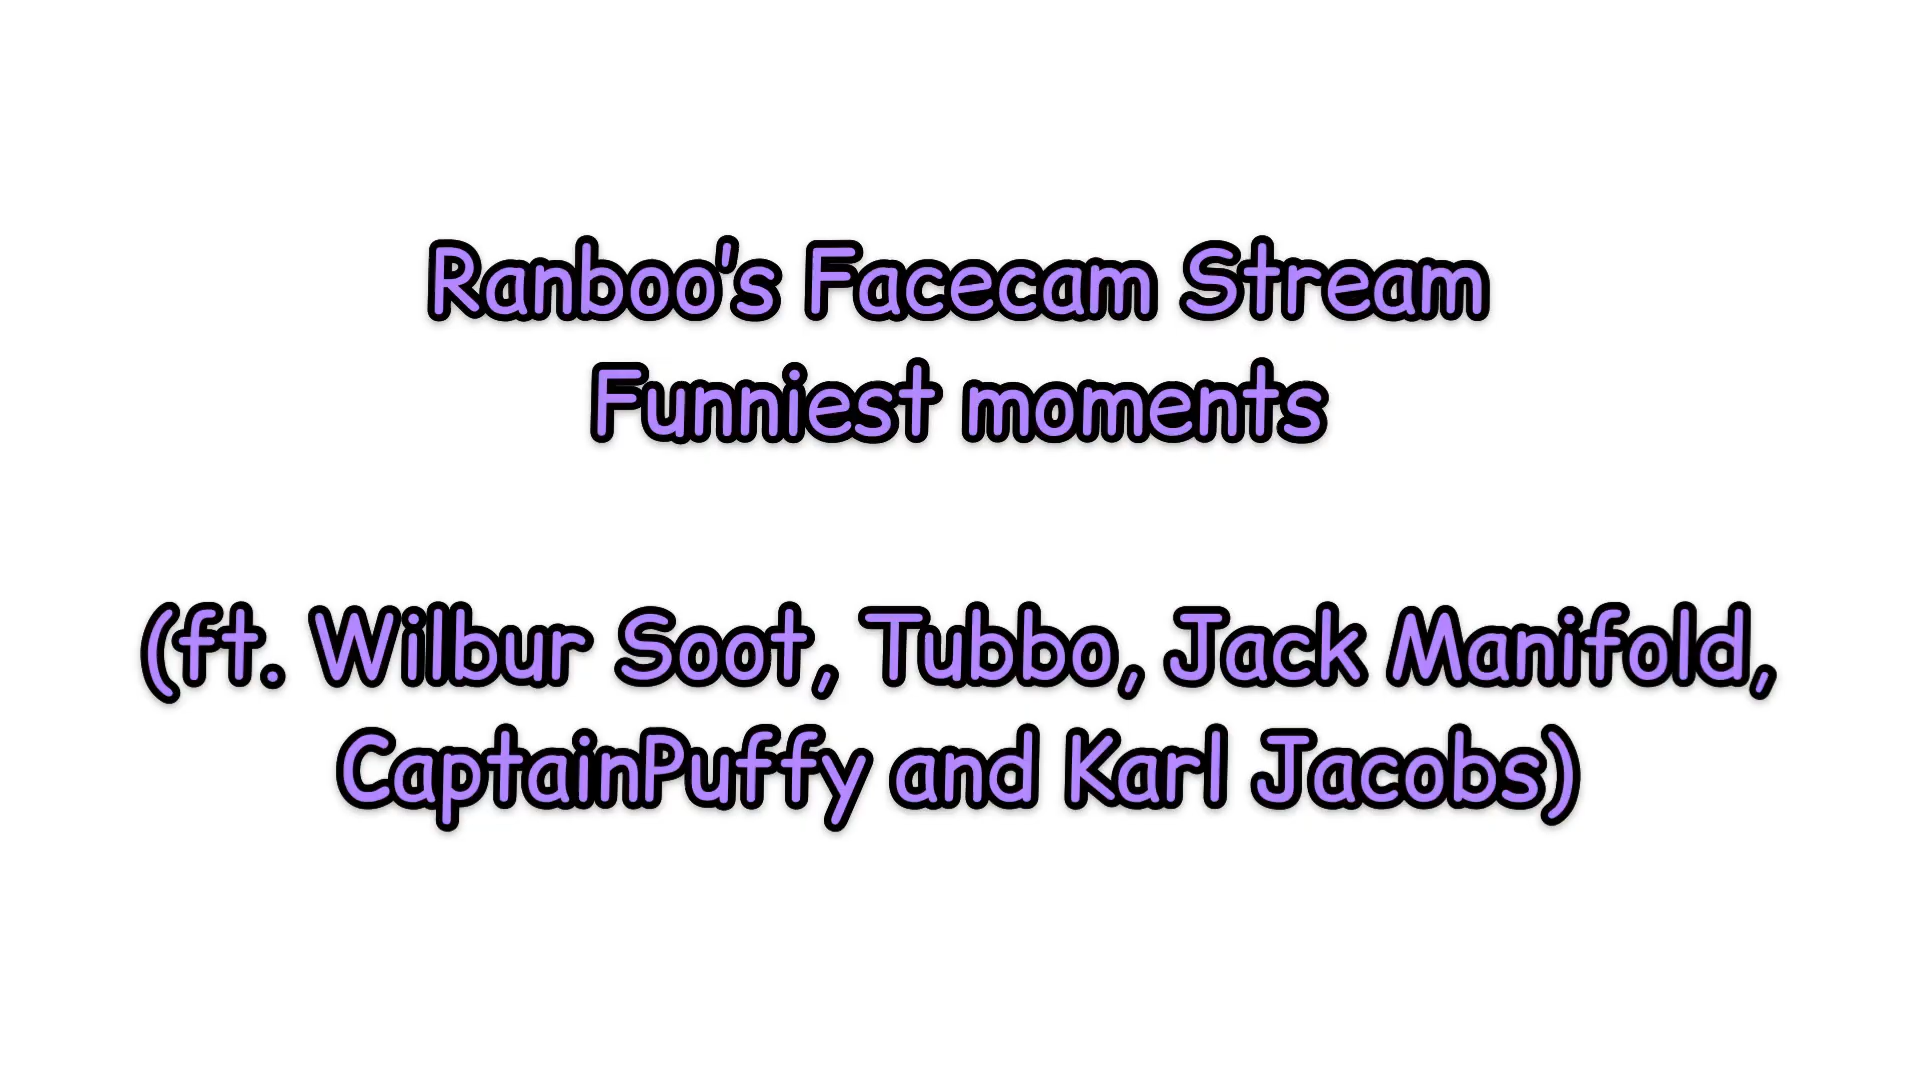 Ranboo's Facecam Stream
Funniest moments
(ft. Wilbur Soot, Tubbo, Jack Manifold,
CaptainPuffy and Karl Jacobs)